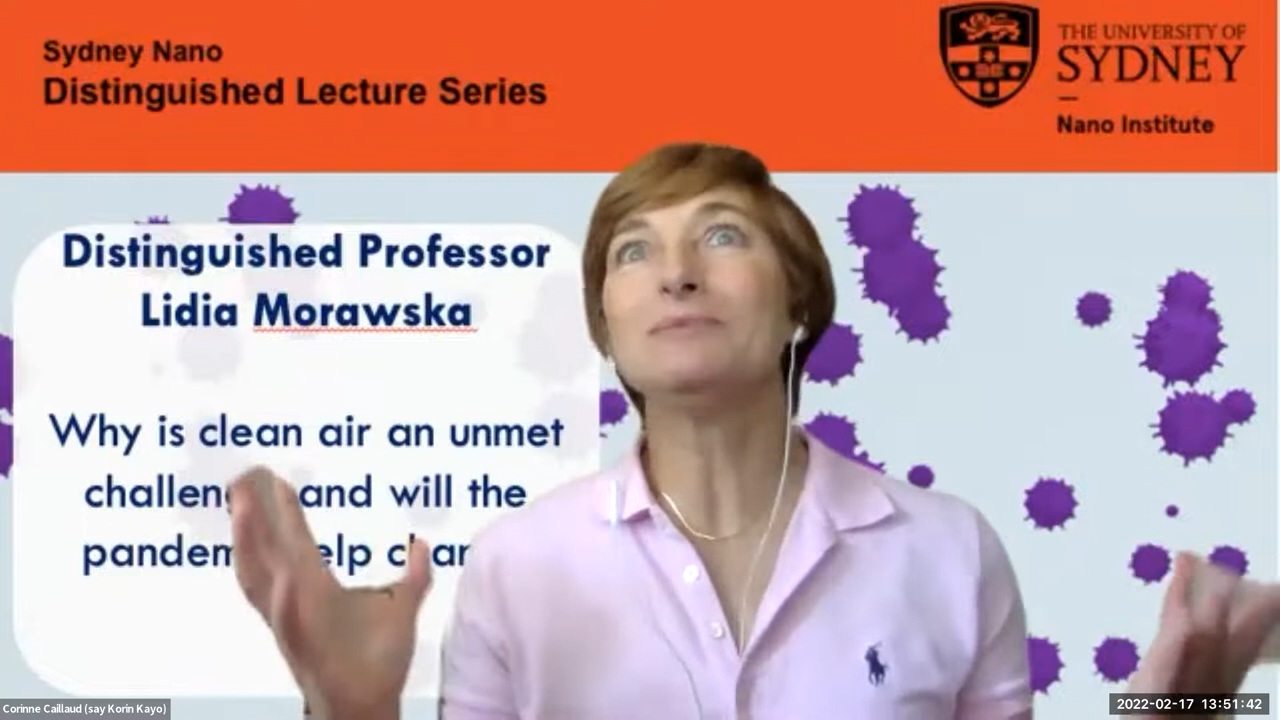 Sydney Nano
Distinguished Lecture Series
THE UNIVERSITY OF
SYDNEY
Nano Institute
Distinguished Professor
Lidia Morawska
Why is clean air an unmet
and will the
Corinne Caillaud (say Korin Kayo)
2022-02-17 13:51:42